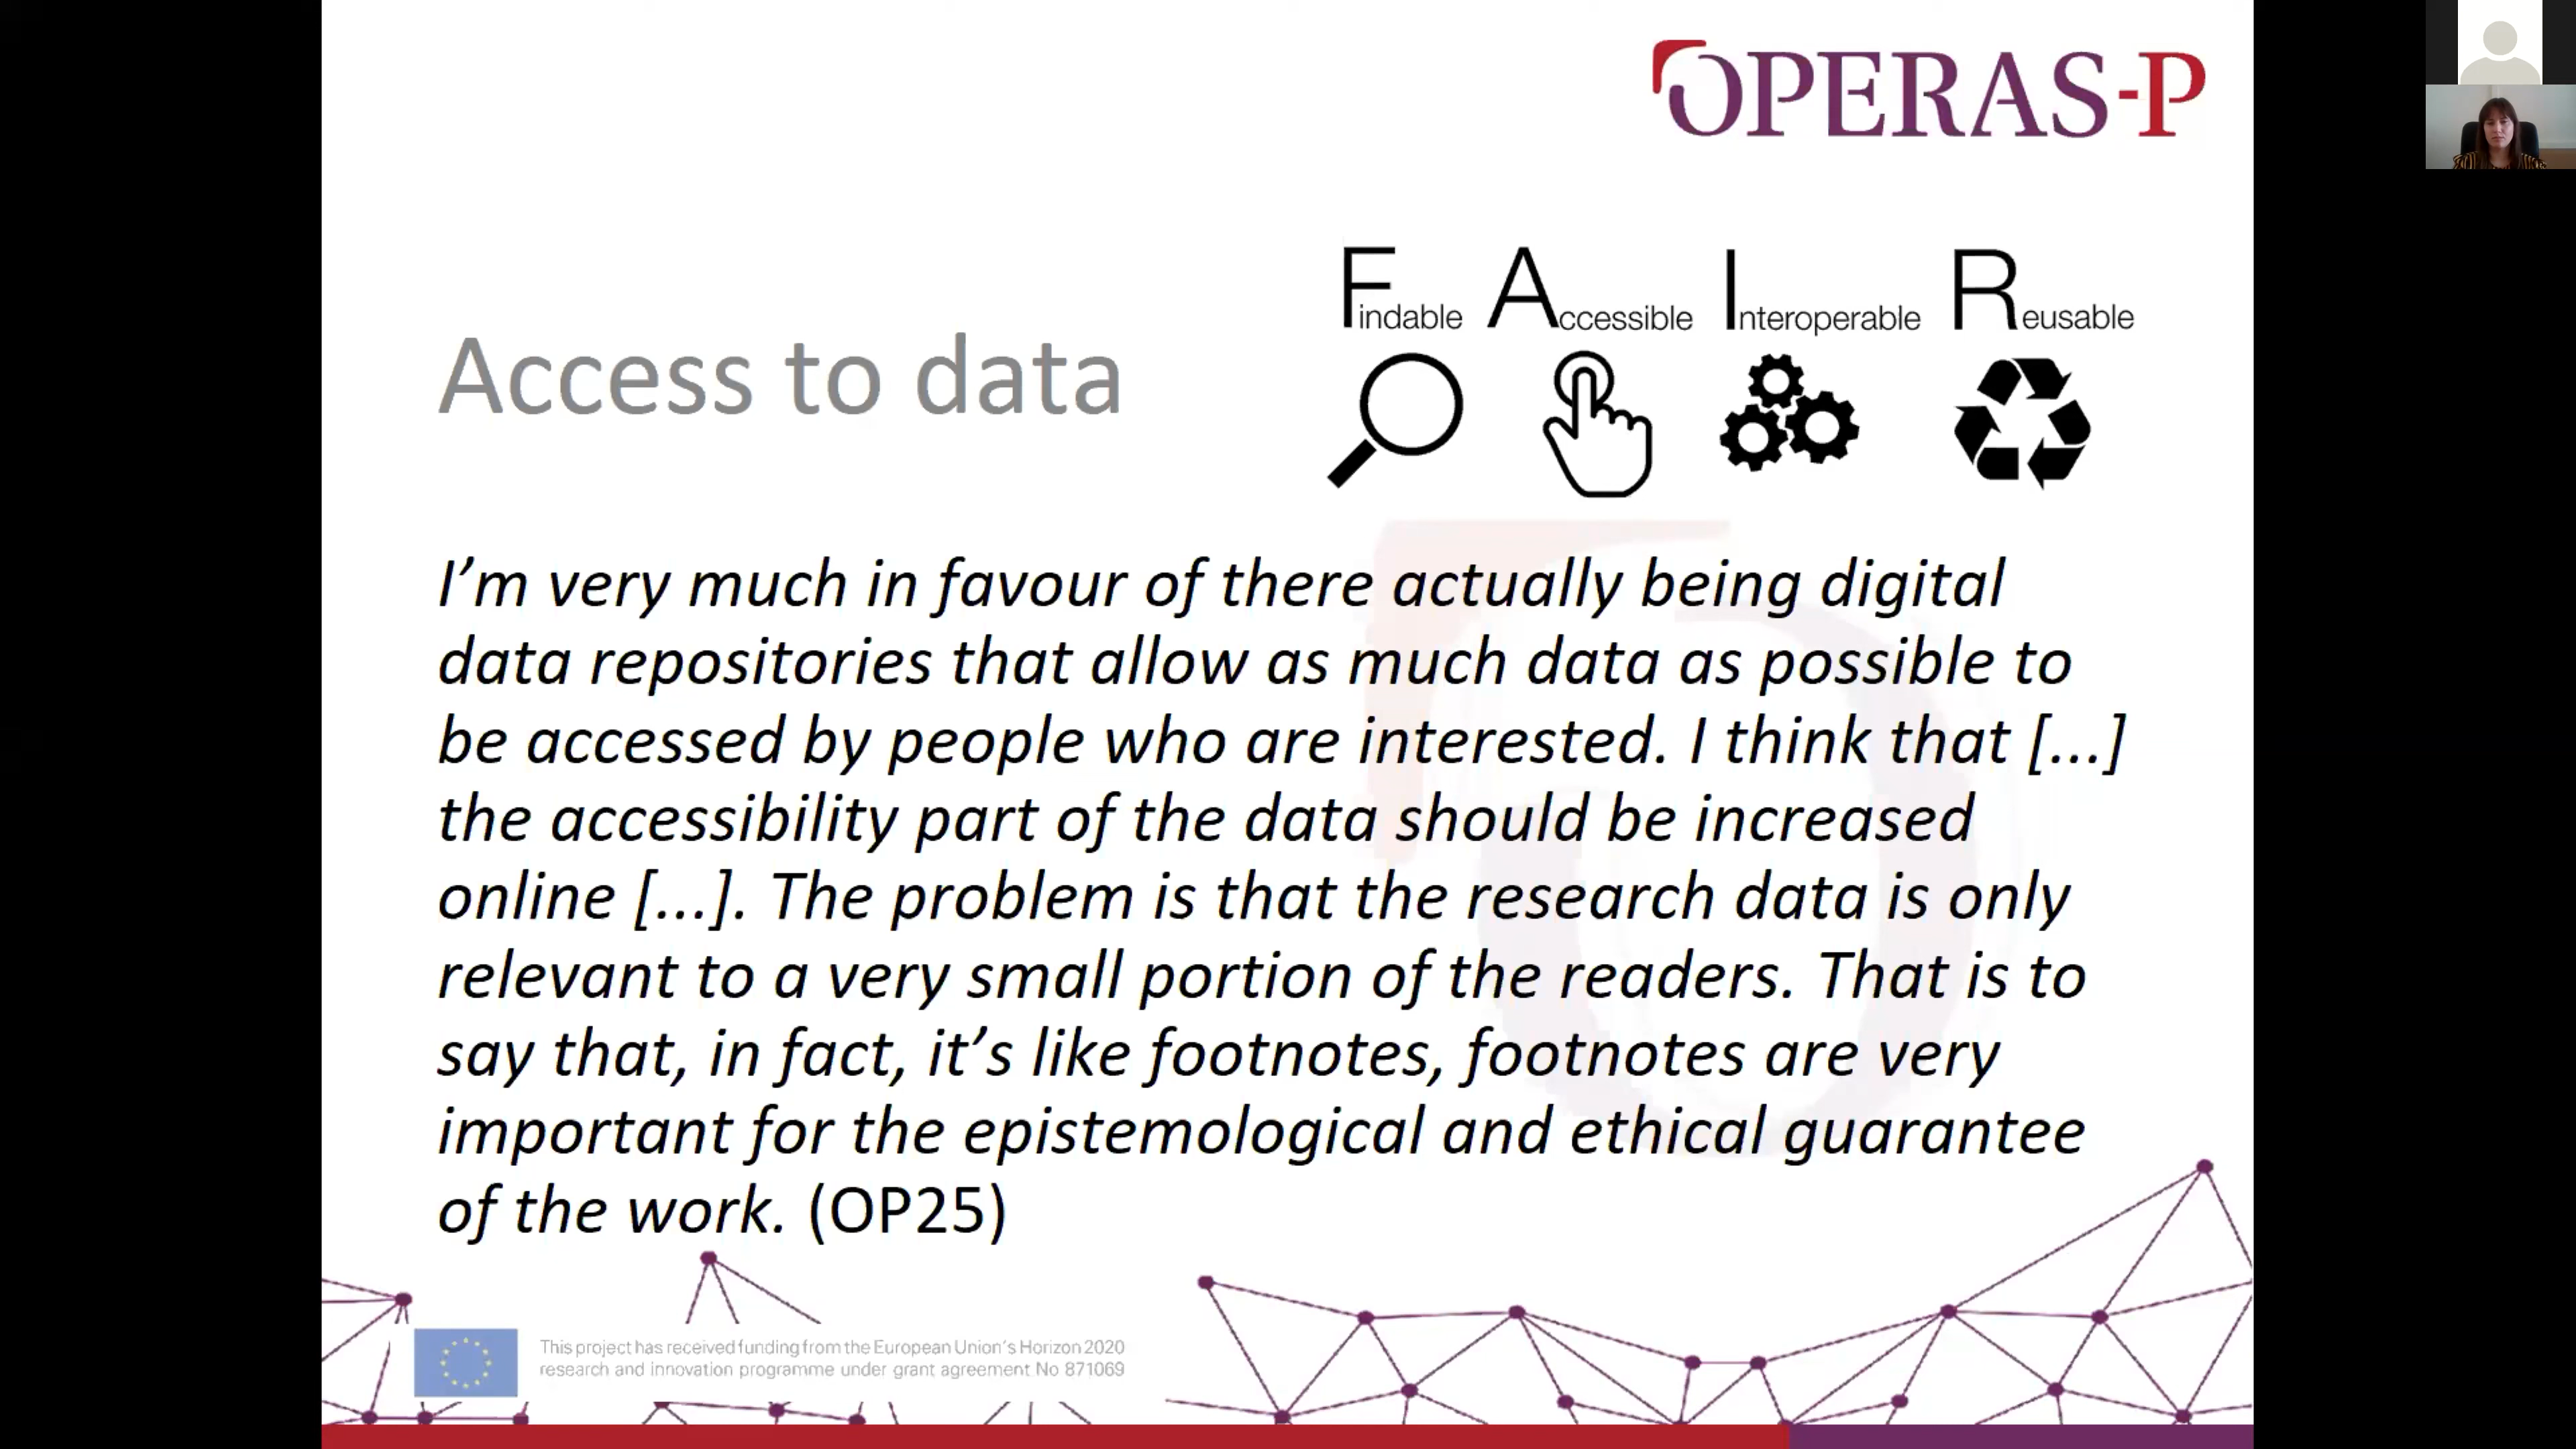 OPERAS-P
Findable Accessible Interoperable Reusable
Access to data
I’m very much in favour of there actually being digital
data repositories that allow as much data as possible to
be accessed by people who are interested. I think that [...]
the accessibility part of the data should be increased
online [...]. The problem is that the research data is only
relevant to a very small portion of the readers. That is to
say that, in fact, it’s like footnotes, footnotes are very
important for the epistemological and ethical guarantee
of the work. (OP25)
This project has received funding from the European Union’s Horizon 2020
research and innovation programme under grant agreement No 871069